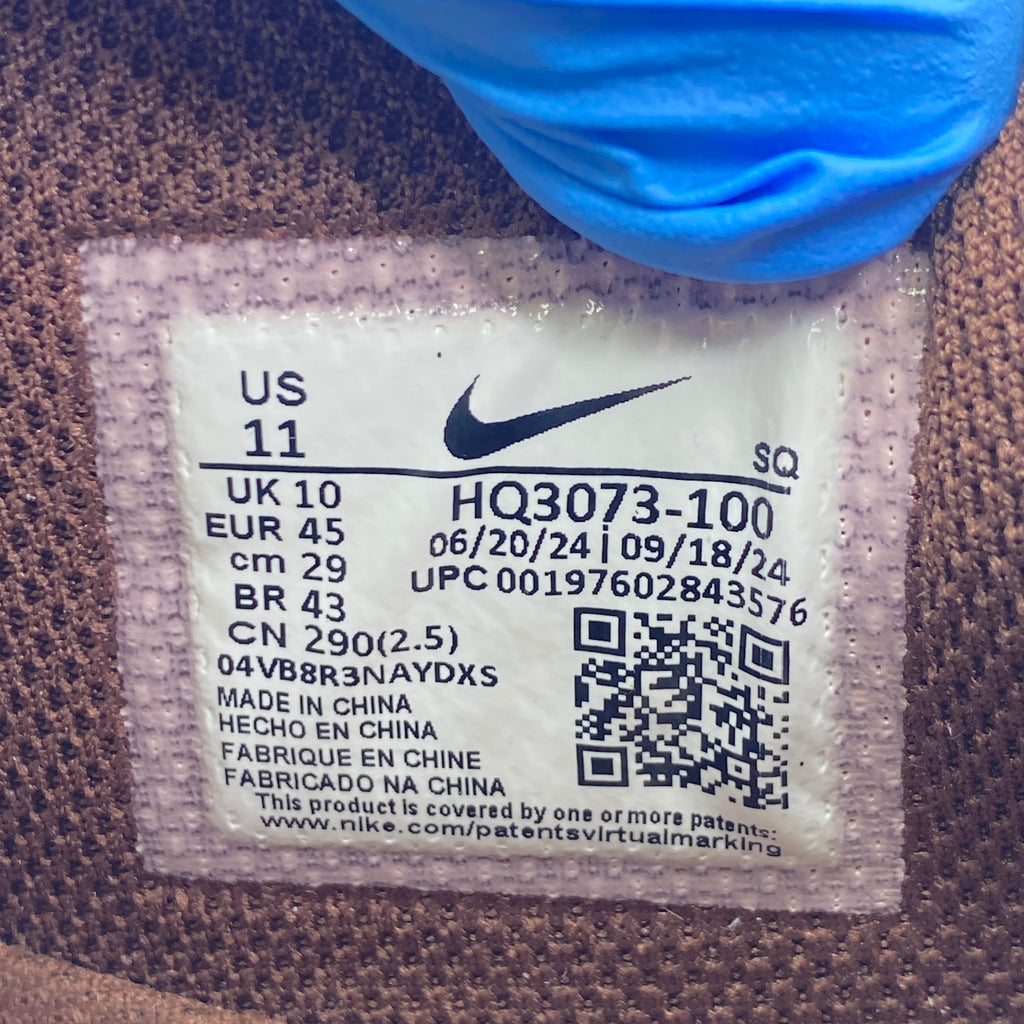 US
11
SQ
UK 10
EUR 45
cm 29
BR 43
CN 290(2.5)
HQ3073-100
06/20/24 | 09/18/24
UPC 00197602843576
04VB8R3NAYDXS
MADE IN CHINA
HECHO EN CHINA
FABRIQUE EN CHINE
FABRICADO NA CHINA
This product is covered by one or more patents:
www.nike.com/patentsvirtualmarking